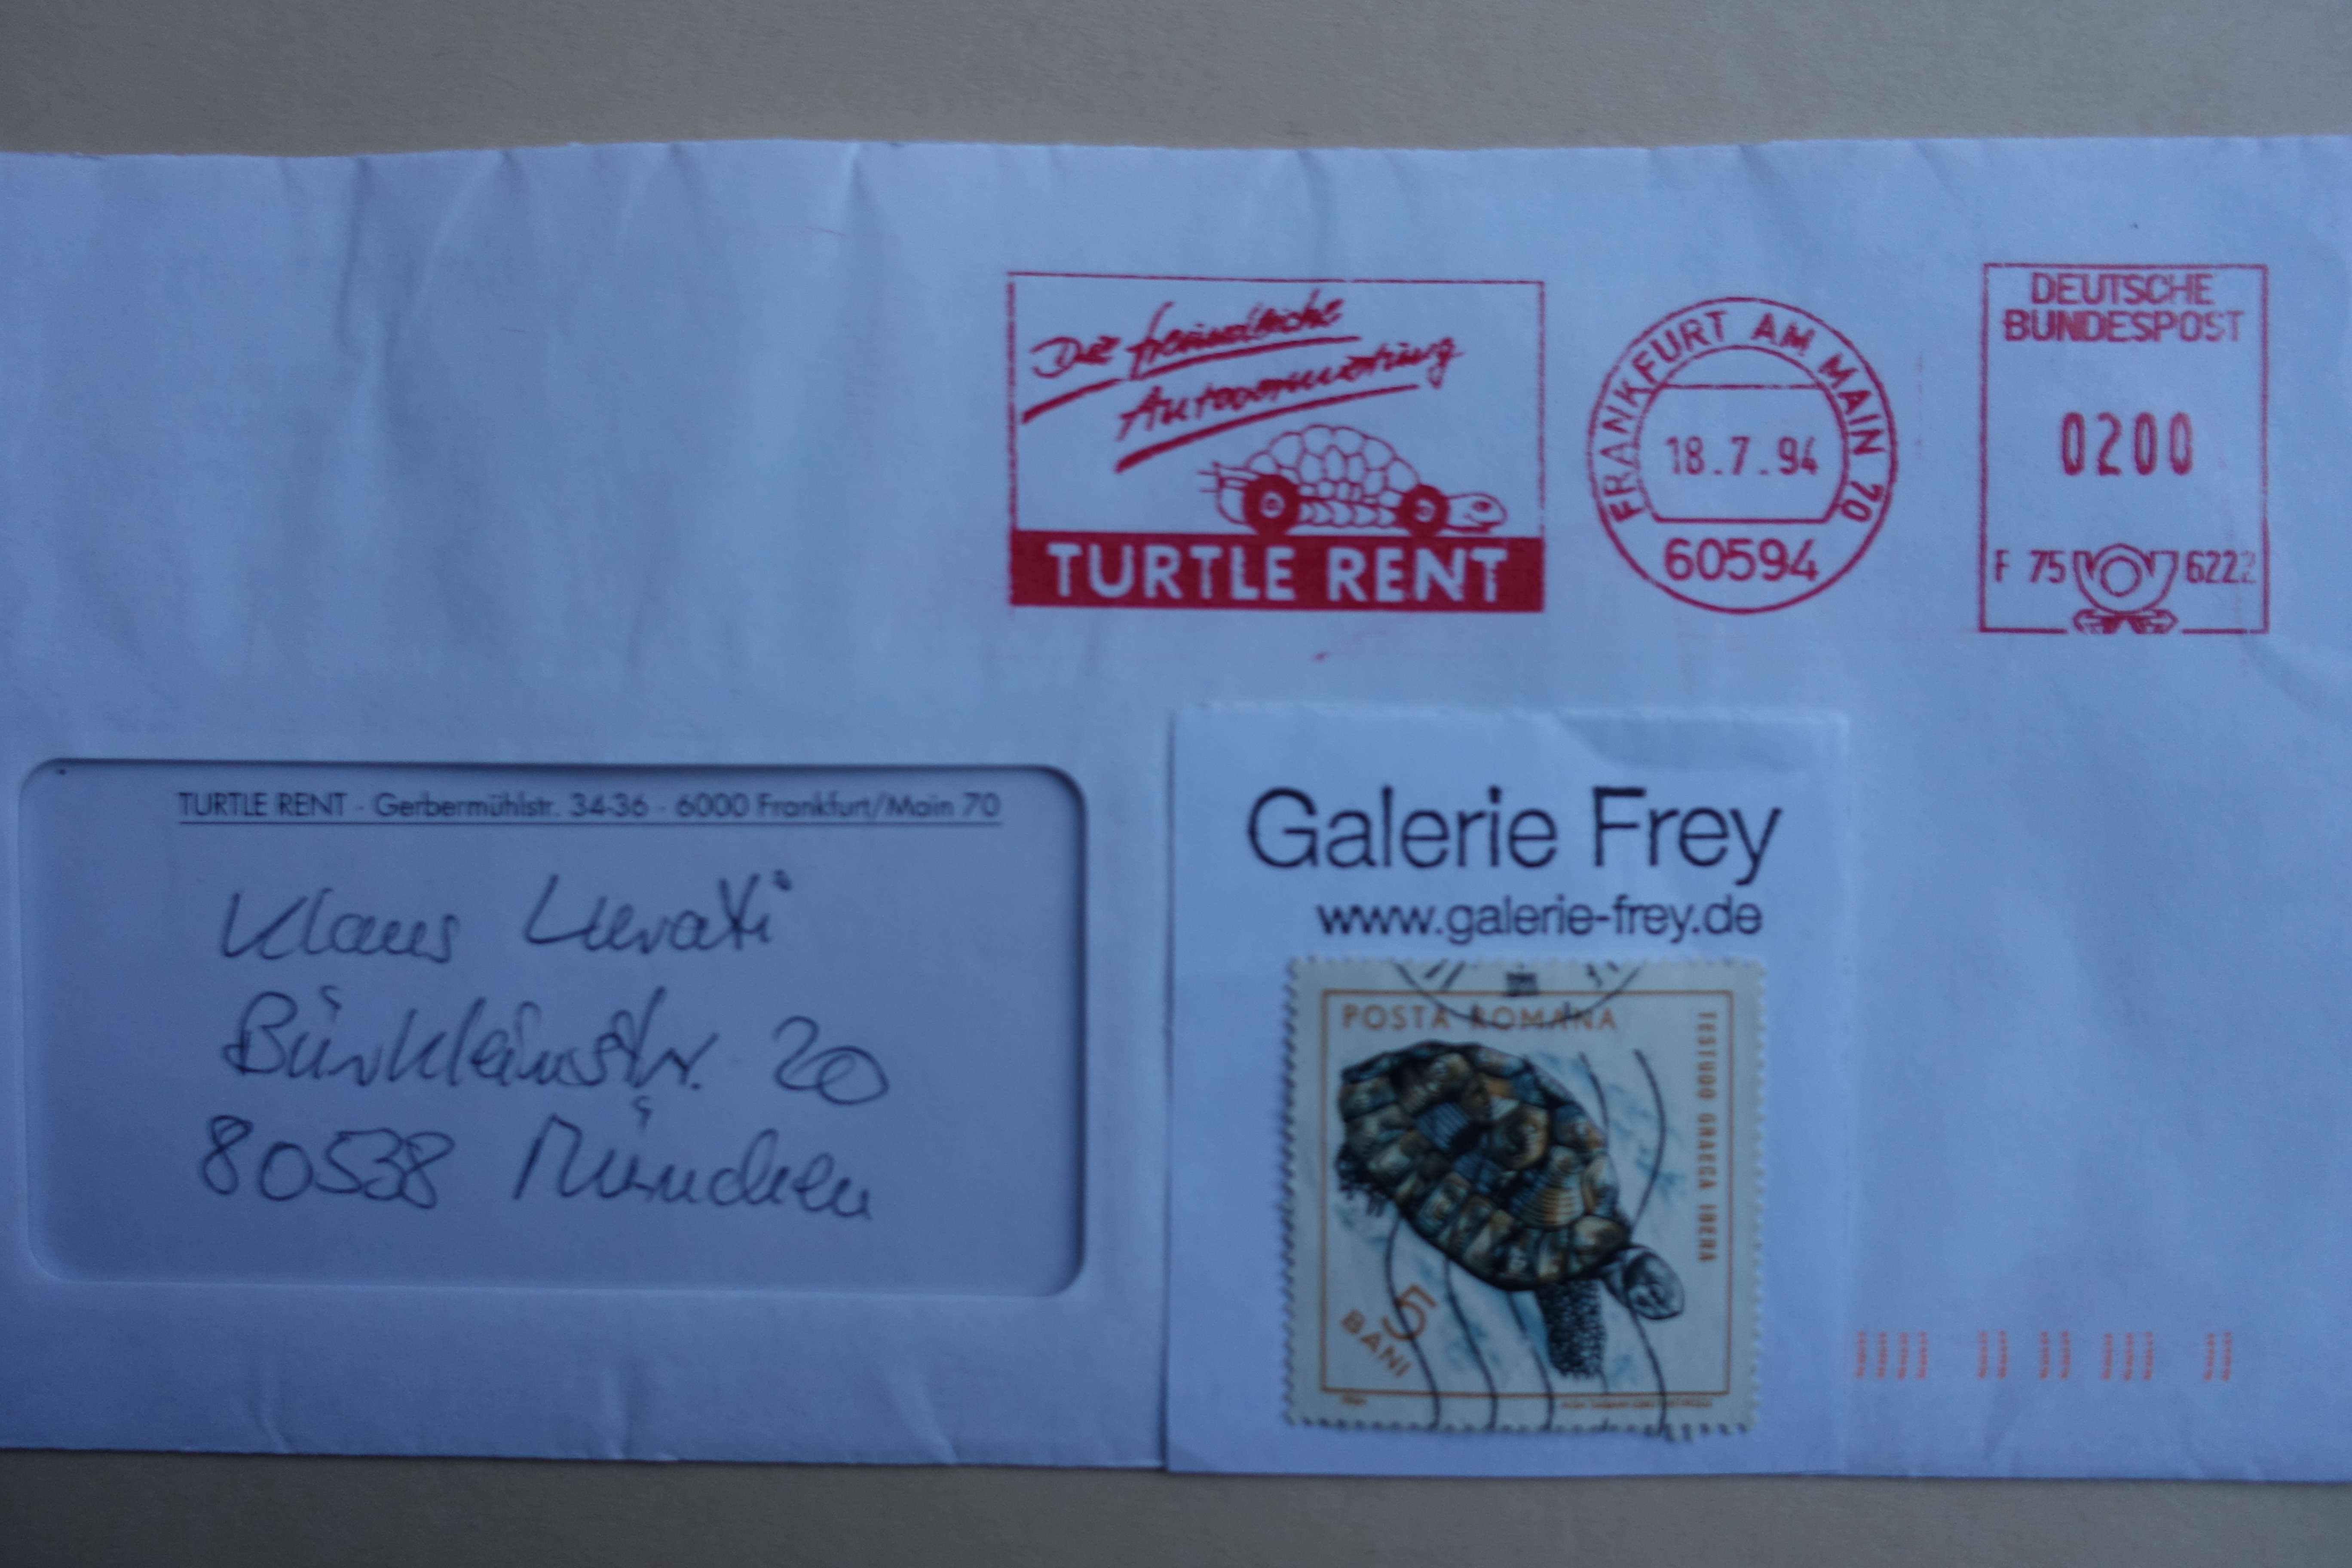 Die freundliche
Autovermietung
TURTLE RENT
FRANKFURT AM MAIN 70
18.7.94
60594
DEUTSCHE
BUNDESPOST
0200
F 75 6222
TURTLE RENT - Gerbermühlstr. 34-36 - 6000 Frankfurt/Main 70
Klaus
Bürkleinstr. 20
80538 München
Galerie Frey
www.galerie-frey.de
POSTA ROMANA
TESTUDO GRAECA IBERA
5
BANI